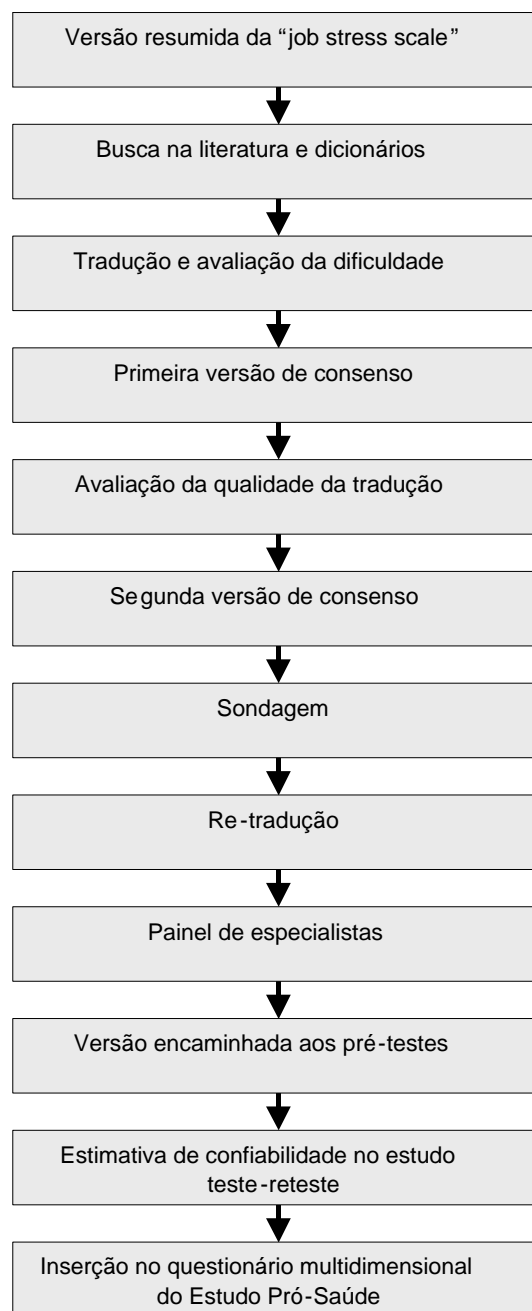 Versão resumida da “job stress scale”
Busca na literatura e dicionários
Tradução e avaliação da dificuldade
Primeira versão de consenso
Avaliação da qualidade da tradução
Segunda versão de consenso
Sondagem
Re-tradução
Painel de especialistas
Versão encaminhada aos pré-testes
Estimativa de confiabilidade no estudo
teste-reteste
Inserção no questionário multidimensional
do Estudo Pró-Saúde